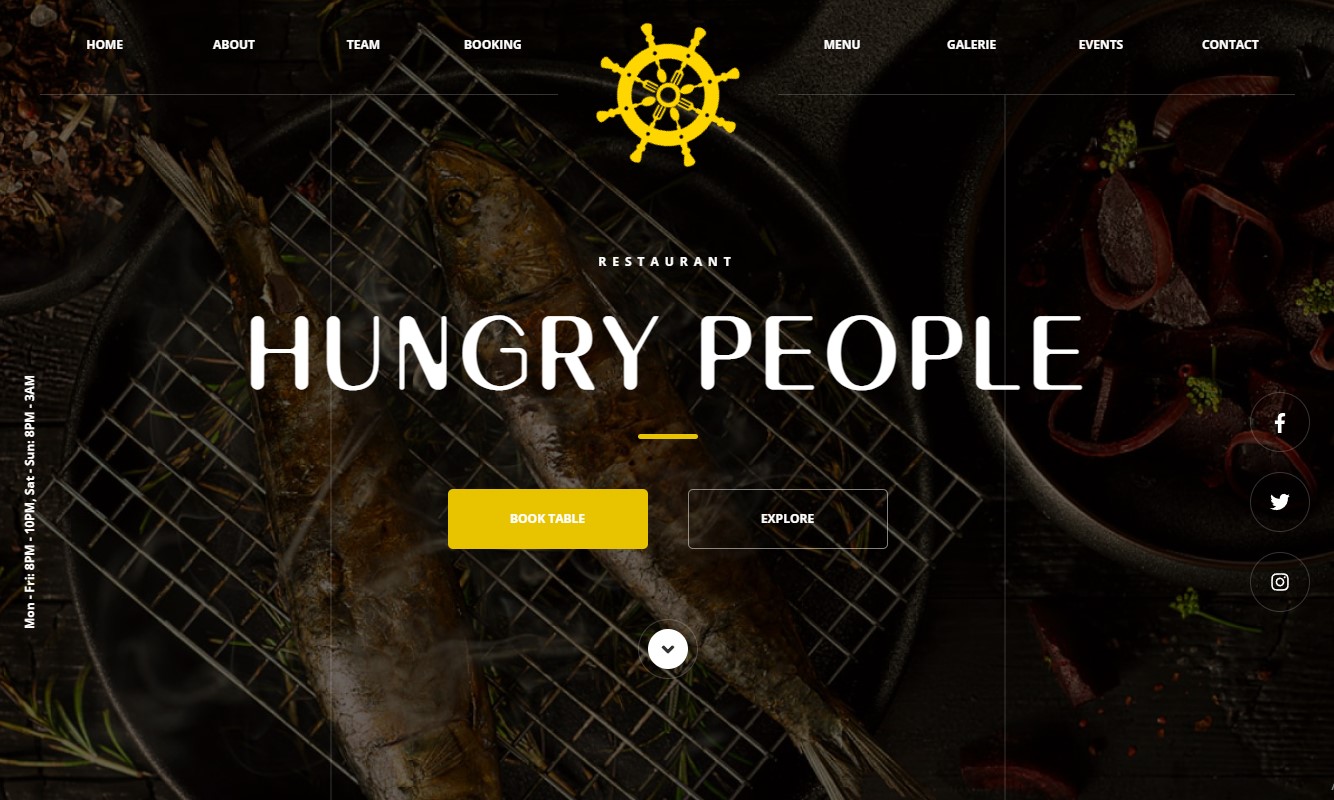 HOME
ABOUT
TEAM
BOOKING
MENU
GALERIE
EVENTS
CONTACT
RESTAURANT
HUNGRY PEOPLE
Mon - Fri: 8PM - 10PM, Sat - Sun: 8PM - 3AM
BOOK TABLE
EXPLORE